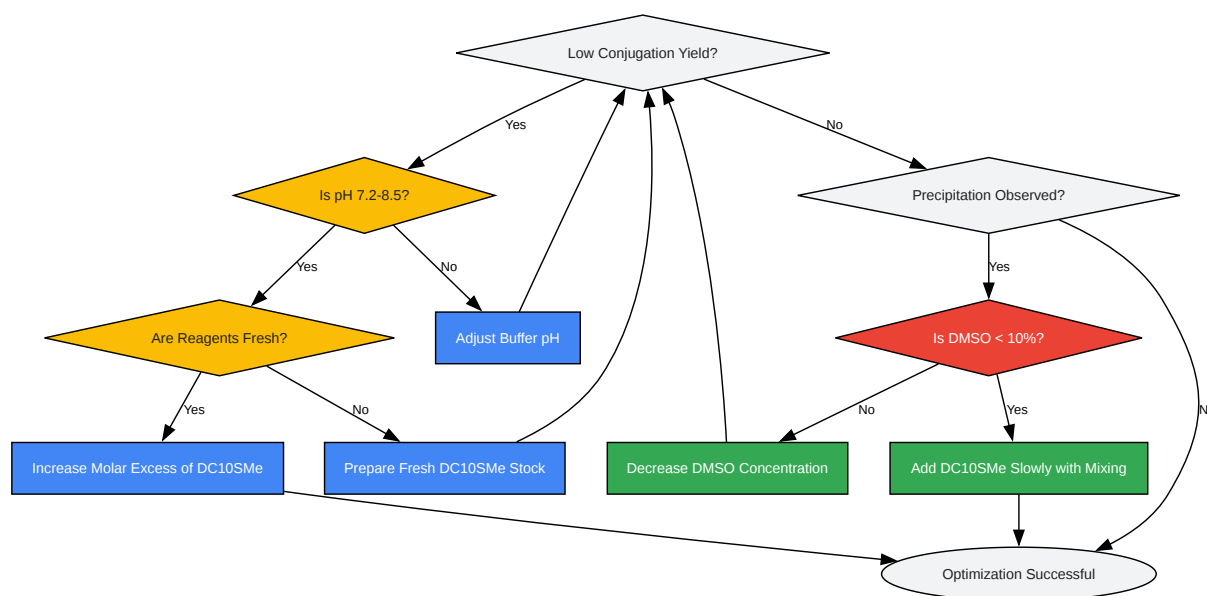 Low Conjugation Yield?
Yes
No
Is pH 7.2-8.5?
Precipitation Observed?
Yes
No
Yes
Are Reagents Fresh?
Adjust Buffer pH
Is DMSO < 10%?
Yes
No
No
Yes
N
Increase Molar Excess of DC10SMe
Prepare Fresh DC10SMe Stock
Decrease DMSO Concentration
Add DC10SMe Slowly with Mixing
Optimization Successful